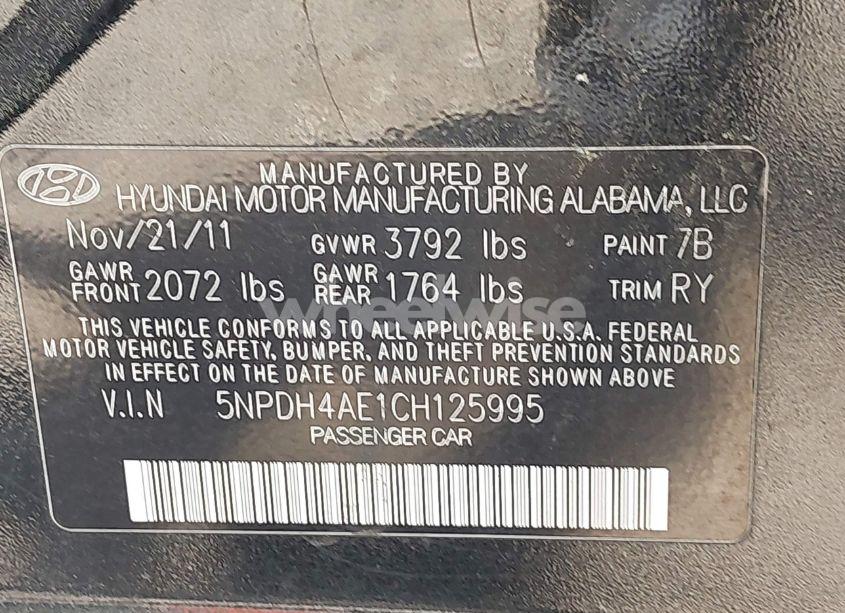 MANUFACTURED BY
HYUNDAI MOTOR MANUFACTURING ALABAMA, LLC
Nov/21/11 GVWR 3792 lbs PAINT 7B
GAWR FRONT 2072 lbs GAWR REAR 1764 lbs TRIM RY
wheelwise
THIS VEHICLE CONFORMS TO ALL APPLICABLE U.S.A. FEDERAL
MOTOR VEHICLE SAFETY, BUMPER, AND THEFT PREVENTION STANDARDS
IN EFFECT ON THE DATE OF MANUFACTURE SHOWN ABOVE
V.I.N 5NPDH4AE1CH125995
PASSENGER CAR